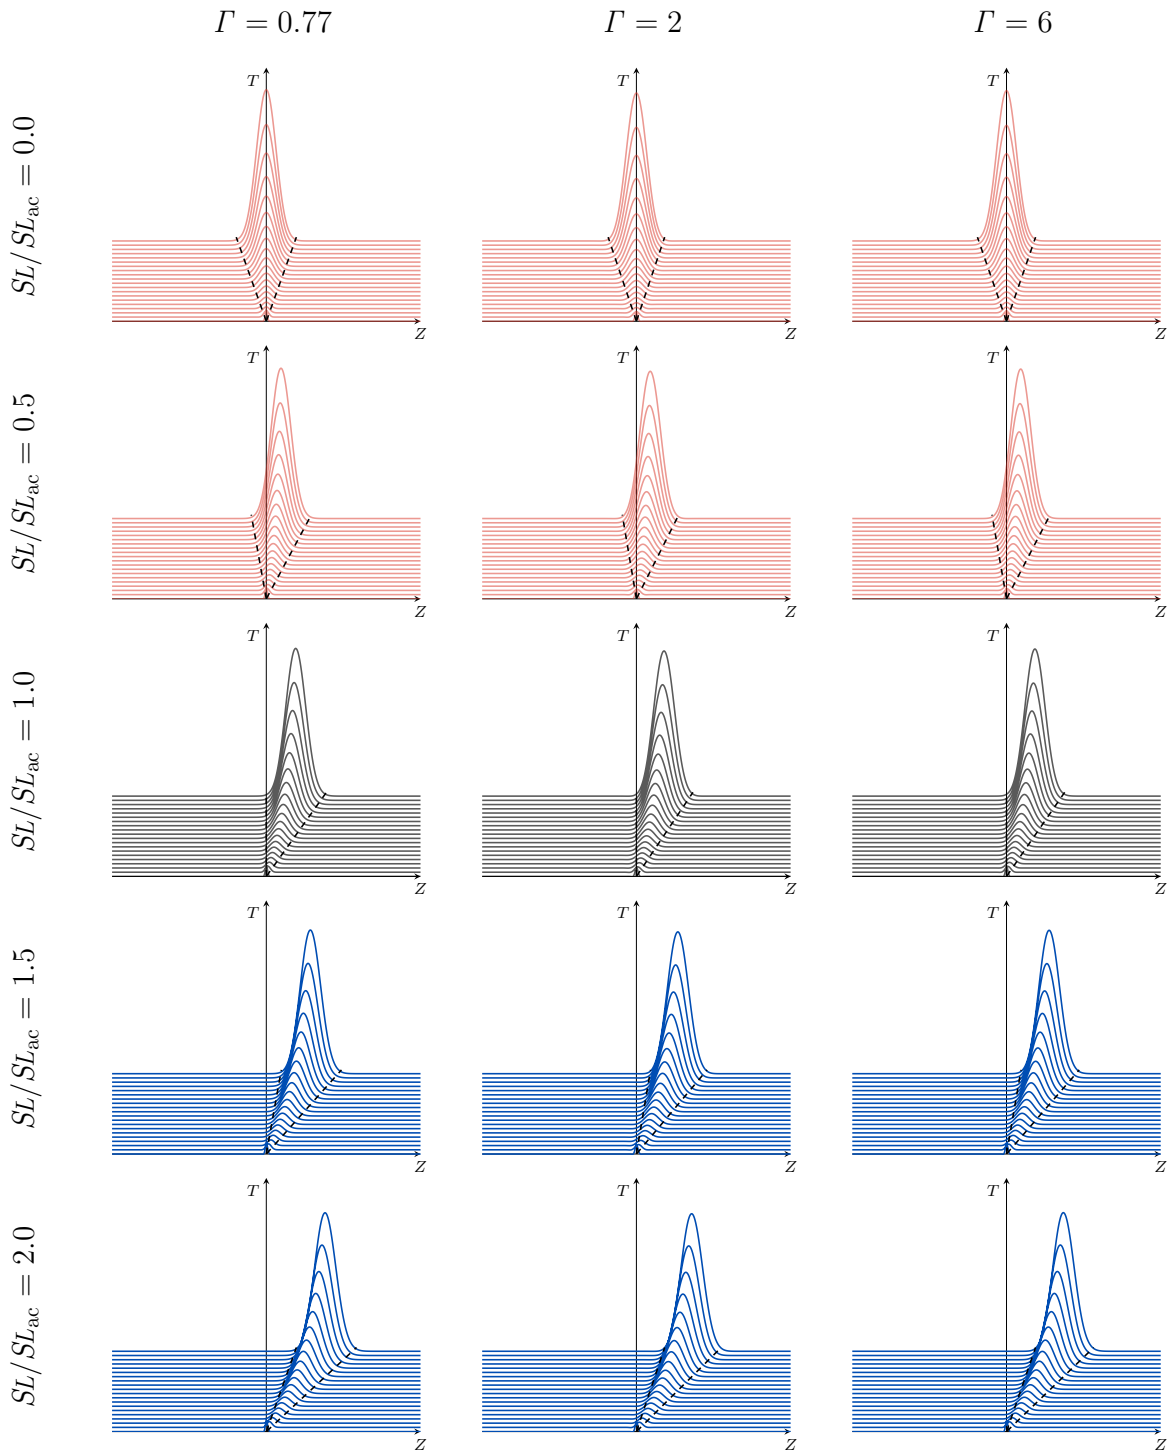 Γ = 0.77 Γ = 2 Γ = 6
SL/SL_ac = 0.0
T T T
Z Z Z
SL/SL_ac = 0.5
T T T
Z Z Z
SL/SL_ac = 1.0
T T T
Z Z Z
SL/SL_ac = 1.5
T T T
Z Z Z
SL/SL_ac = 2.0
T T T
Z Z Z